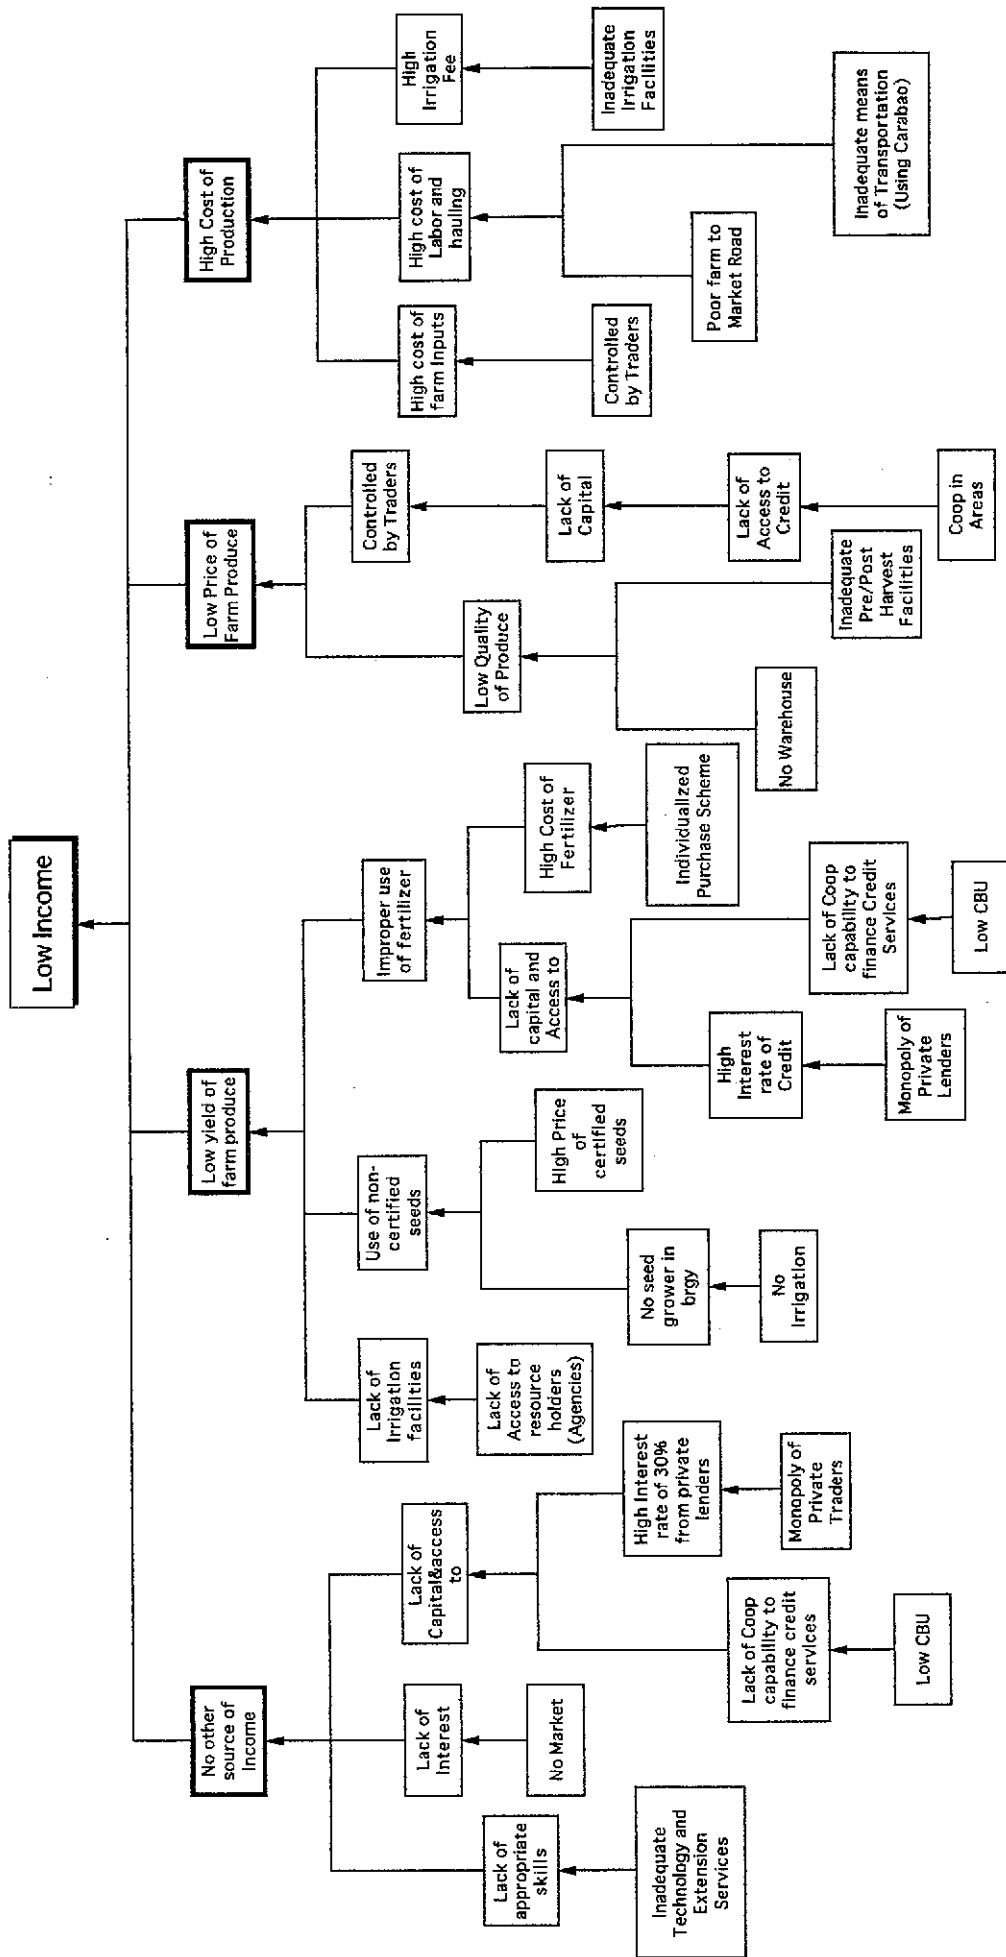 Low Income
No other
source of
Income
Low yield of
farm produce
Low Price of
Farm Produce
High Cost of
Production
Lack of
appropriate
skills
Lack of
Interest
Lack of
Capital&access
to
Inadequate
Technology and
Extension
Services
No Market
Lack of Coop
capability to
finance credit
services
High Interest
rate of 30%
from private
lenders
Low CBU
Monopoly of
Private
Traders
Lack of
Irrigation
facilities
Use of non-
certified
seeds
Improper use
of fertilizer
Lack of
Access to
resource
holders
(Agencies)
No seed
grower in
brgy
High Price
of
certified
seeds
No
Irrigation
Lack of
capital and
Access to
High Cost of
Fertilizer
High
Interest
rate of
Credit
Lack of Coop
capability to
finance Credit
Services
Individualized
Purchase Scheme
Monopoly of
Private
Lenders
Low CBU
Low Quality
of Produce
Controlled
by Traders
No Warehouse
Inadequate
Pre/Post
Harvest
Facilities
Lack of
Capital
Lack of
Access to
Credit
Coop in
Areas
High cost of
farm Inputs
High cost of
Labor and
hauling
High
Irrigation
Fee
Controlled
by Traders
Poor farm to
Market Road
Inadequate means
of Transportation
(Using Carabao)
Inadequate
Irrigation
Facilities